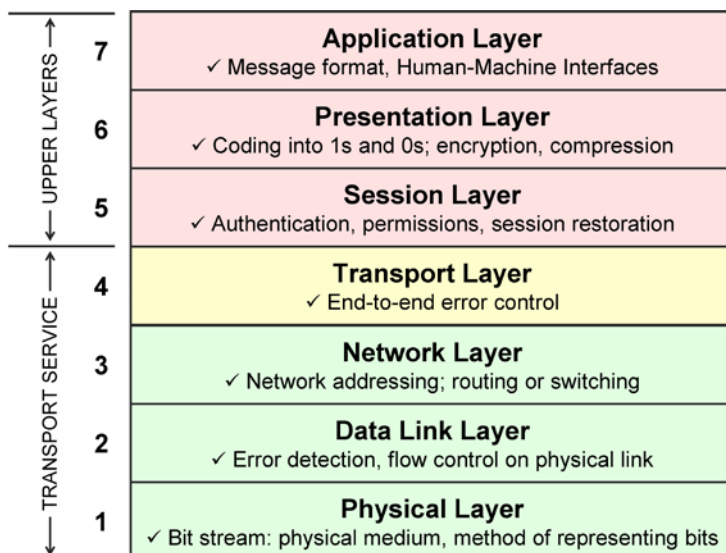 UPPER LAYERS
7
Application Layer
✓ Message format, Human-Machine Interfaces
6
Presentation Layer
✓ Coding into 1s and 0s; encryption, compression
5
Session Layer
✓ Authentication, permissions, session restoration
TRANSPORT SERVICE
4
Transport Layer
✓ End-to-end error control
3
Network Layer
✓ Network addressing; routing or switching
2
Data Link Layer
✓ Error detection, flow control on physical link
1
Physical Layer
✓ Bit stream: physical medium, method of representing bits